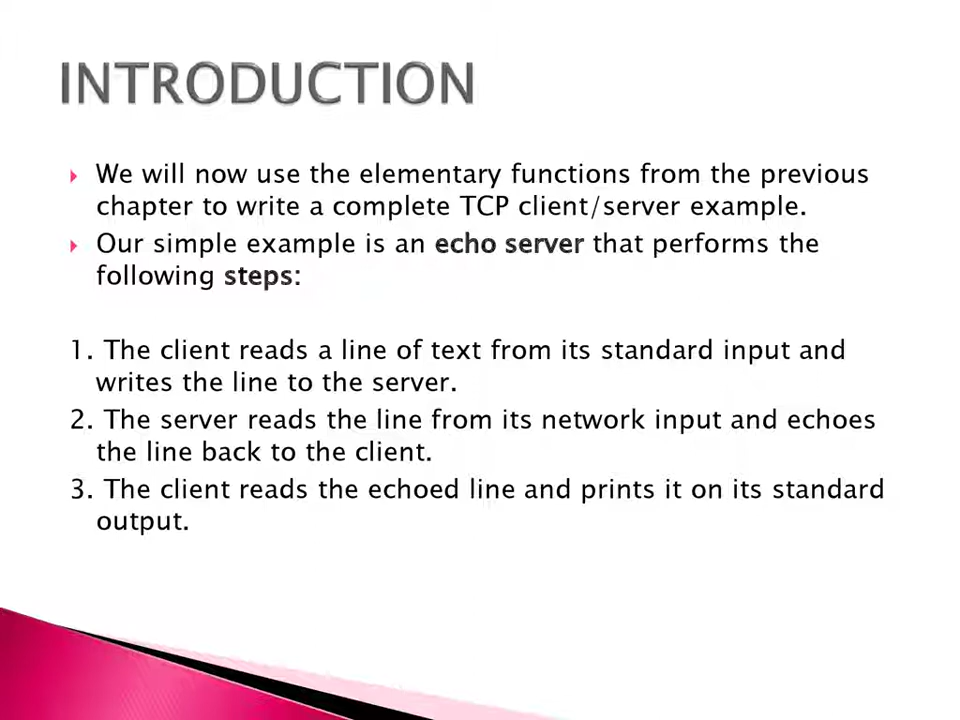 INTRODUCTION
We will now use the elementary functions from the previous
chapter to write a complete TCP client/server example.
Our simple example is an echo server that performs the
following steps:
1. The client reads a line of text from its standard input and
writes the line to the server.
2. The server reads the line from its network input and echoes
the line back to the client.
3. The client reads the echoed line and prints it on its standard
output.